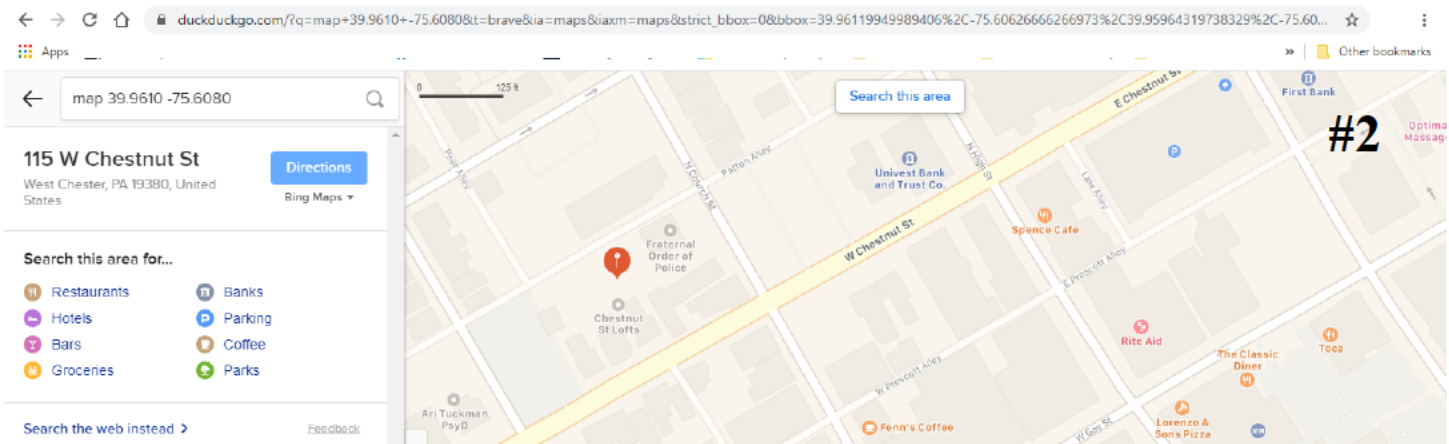 duckduckgo.com/?q=map+39.9610+-75.6080&t=brave&ia=maps&iaxm=maps&strict_bbox=0&bbox=39.96119949989406%2C-75.60626666266973%2C39.95964319738329%2C-75.60...
Apps
» Other bookmarks
map 39.9610 -75.6080
115 W Chestnut St
Directions
West Chester, PA 19380, United
States
Bing Maps
Search this area for...
Restaurants
Banks
Hotels
Parking
Bars
Coffee
Groceries
Parks
Search the web instead >
Feedback
0
125 ft
Search this area
E Chestnut St
First Bank
#2
Optima
Massag
Pear Alley
Patton Alley
N Church St
Univest Bank
and Trust Co.
N High St
P
Law Alley
Fraternal
Order of
Police
W Chestnut St
Spence Cafe
E Prescott Alley
Chestnut
St Lofts
Rite Aid
Toca
The Classic
Diner
W Prescott Alley
Ari Tuckman
PsyD
Fenn's Coffee
W Gay St
Lorenzo &
Sons Pizza